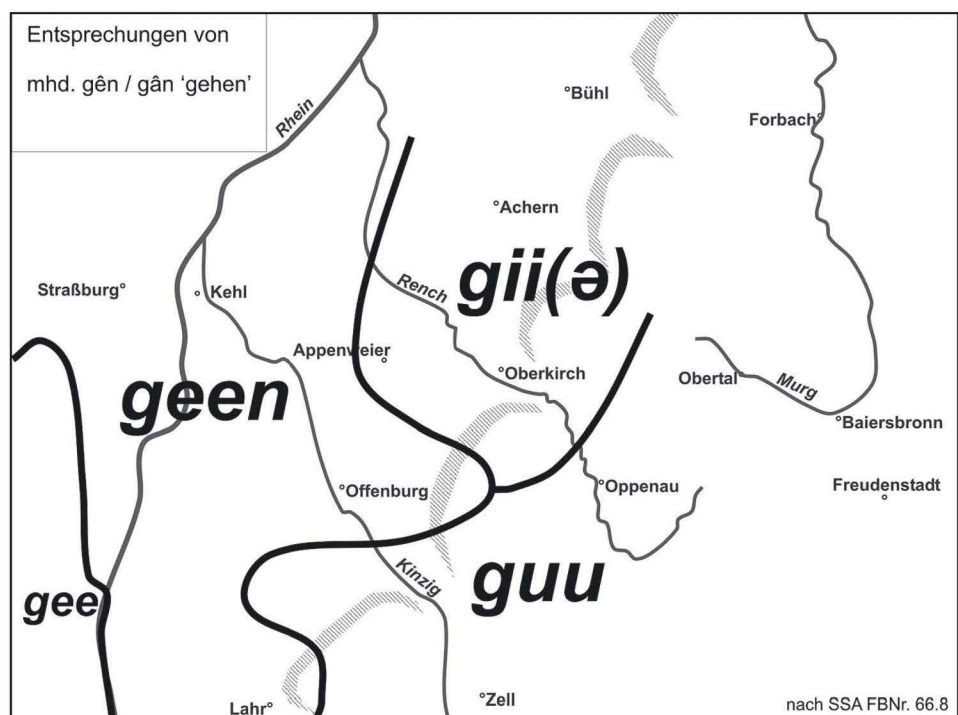 Entsprechungen von
mhd. gên / gân ‘gehen’
Rhein
°Bühl
Forbach°
°Achern
gii(ə)
Rench
Straßburg°
°Kehl
Appenweier
°Oberkirch
Obertal°
Murg
geen
°Baiersbronn
°Offenburg
°Oppenau
Freudenstadt
Kinzig
guu
gee
Lahr°
°Zell
nach SSA FBNr. 66.8